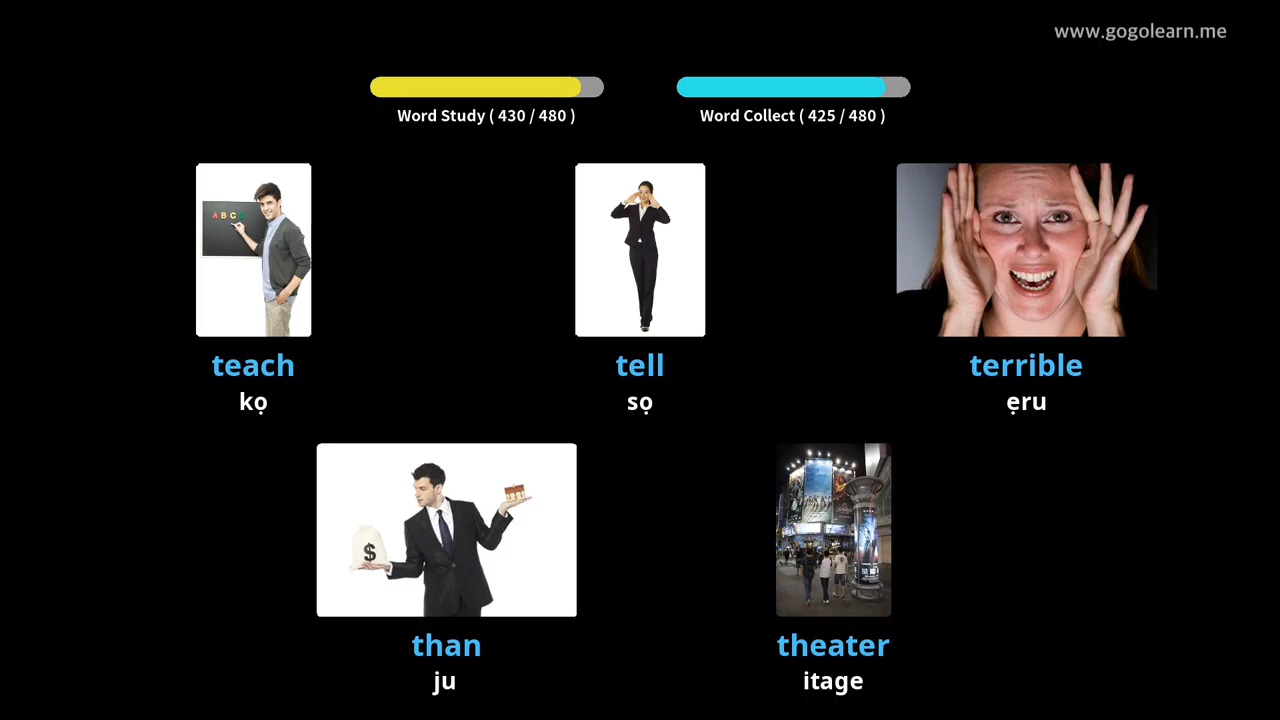 www.gogolearn.me
Word Study ( 430 / 480 )
Word Collect ( 425 / 480 )
A B C D
teach
kọ
tell
sọ
terrible
ẹru
$
than
ju
theater
itage